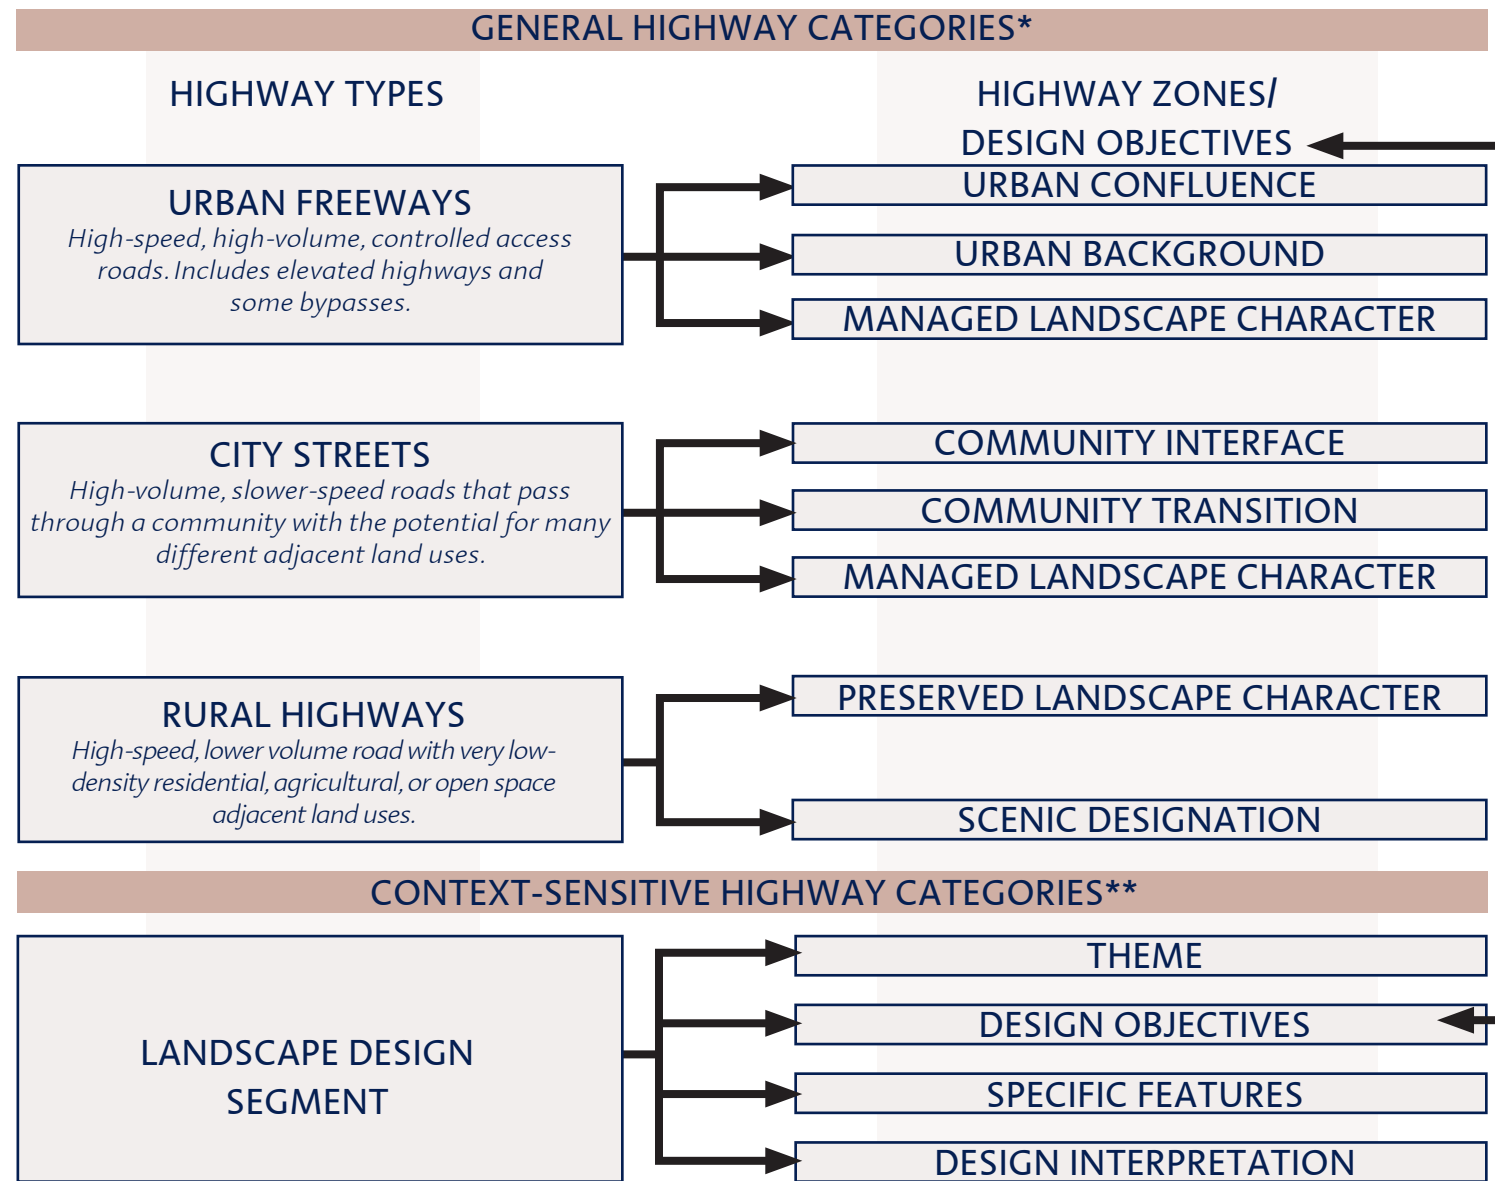 GENERAL HIGHWAY CATEGORIES*
HIGHWAY TYPES
HIGHWAY ZONES/
DESIGN OBJECTIVES
URBAN FREEWAYS
High-speed, high-volume, controlled access
roads. Includes elevated highways and
some bypasses.
URBAN CONFLUENCE
URBAN BACKGROUND
MANAGED LANDSCAPE CHARACTER
CITY STREETS
High-volume, slower-speed roads that pass
through a community with the potential for many
different adjacent land uses.
COMMUNITY INTERFACE
COMMUNITY TRANSITION
MANAGED LANDSCAPE CHARACTER
RURAL HIGHWAYS
High-speed, lower volume road with very low-
density residential, agricultural, or open space
adjacent land uses.
PRESERVED LANDSCAPE CHARACTER
SCENIC DESIGNATION
CONTEXT-SENSITIVE HIGHWAY CATEGORIES**
LANDSCAPE DESIGN
SEGMENT
THEME
DESIGN OBJECTIVES
SPECIFIC FEATURES
DESIGN INTERPRETATION